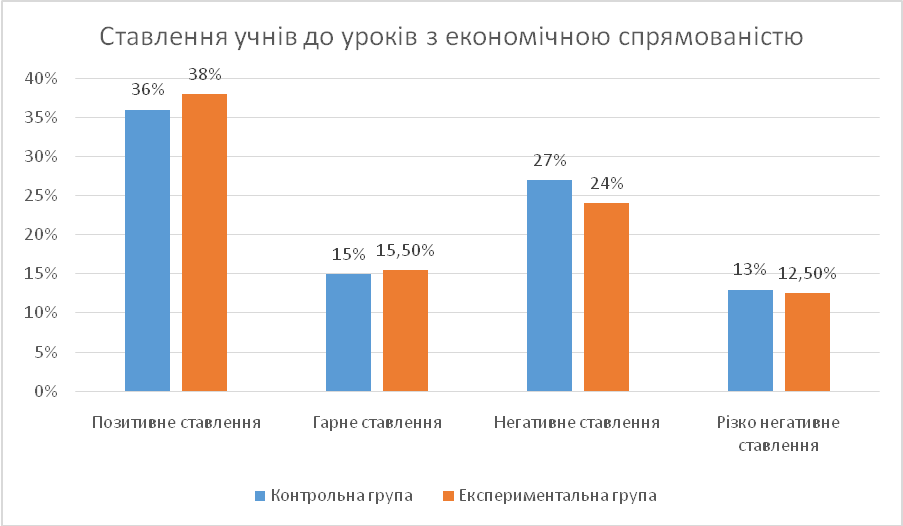 Ставлення учнів до уроків з економічною спрямованістю
40%
35%
30%
25%
20%
15%
10%
5%
0%
36%
38%
15%
15,50%
27%
24%
13%
12,50%
Позитивне ставлення
Гарне ставлення
Негативне ставлення
Різко негативне
ставлення
Контрольна група
Експериментальна група